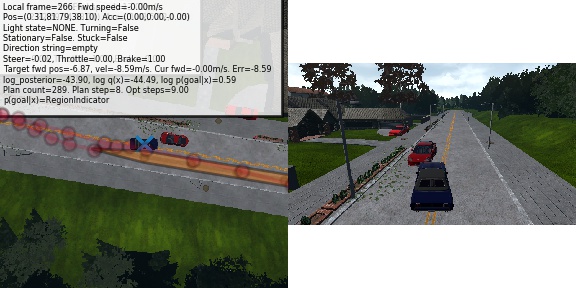 Local frame=266. Fwd speed=-0.00m/s
Pos=(0.31,81.79,38.10). Acc=(0.00,0.00,-0.00)
Light state=NONE. Turning=False
Stationary=False. Stuck=False
Direction string=empty
Steer=-0.02, Throttle=0.00, Brake=1.00
Target fwd pos=-6.87, vel=-8.59m/s. Cur fwd=-0.00m/s. Err=-8.59
log_posterior=-43.90, log q(x)=-44.49, log p(goal|x)=0.59
Plan count=289. Plan step=8. Opt steps=9.00
p(goal|x)=RegionIndicator